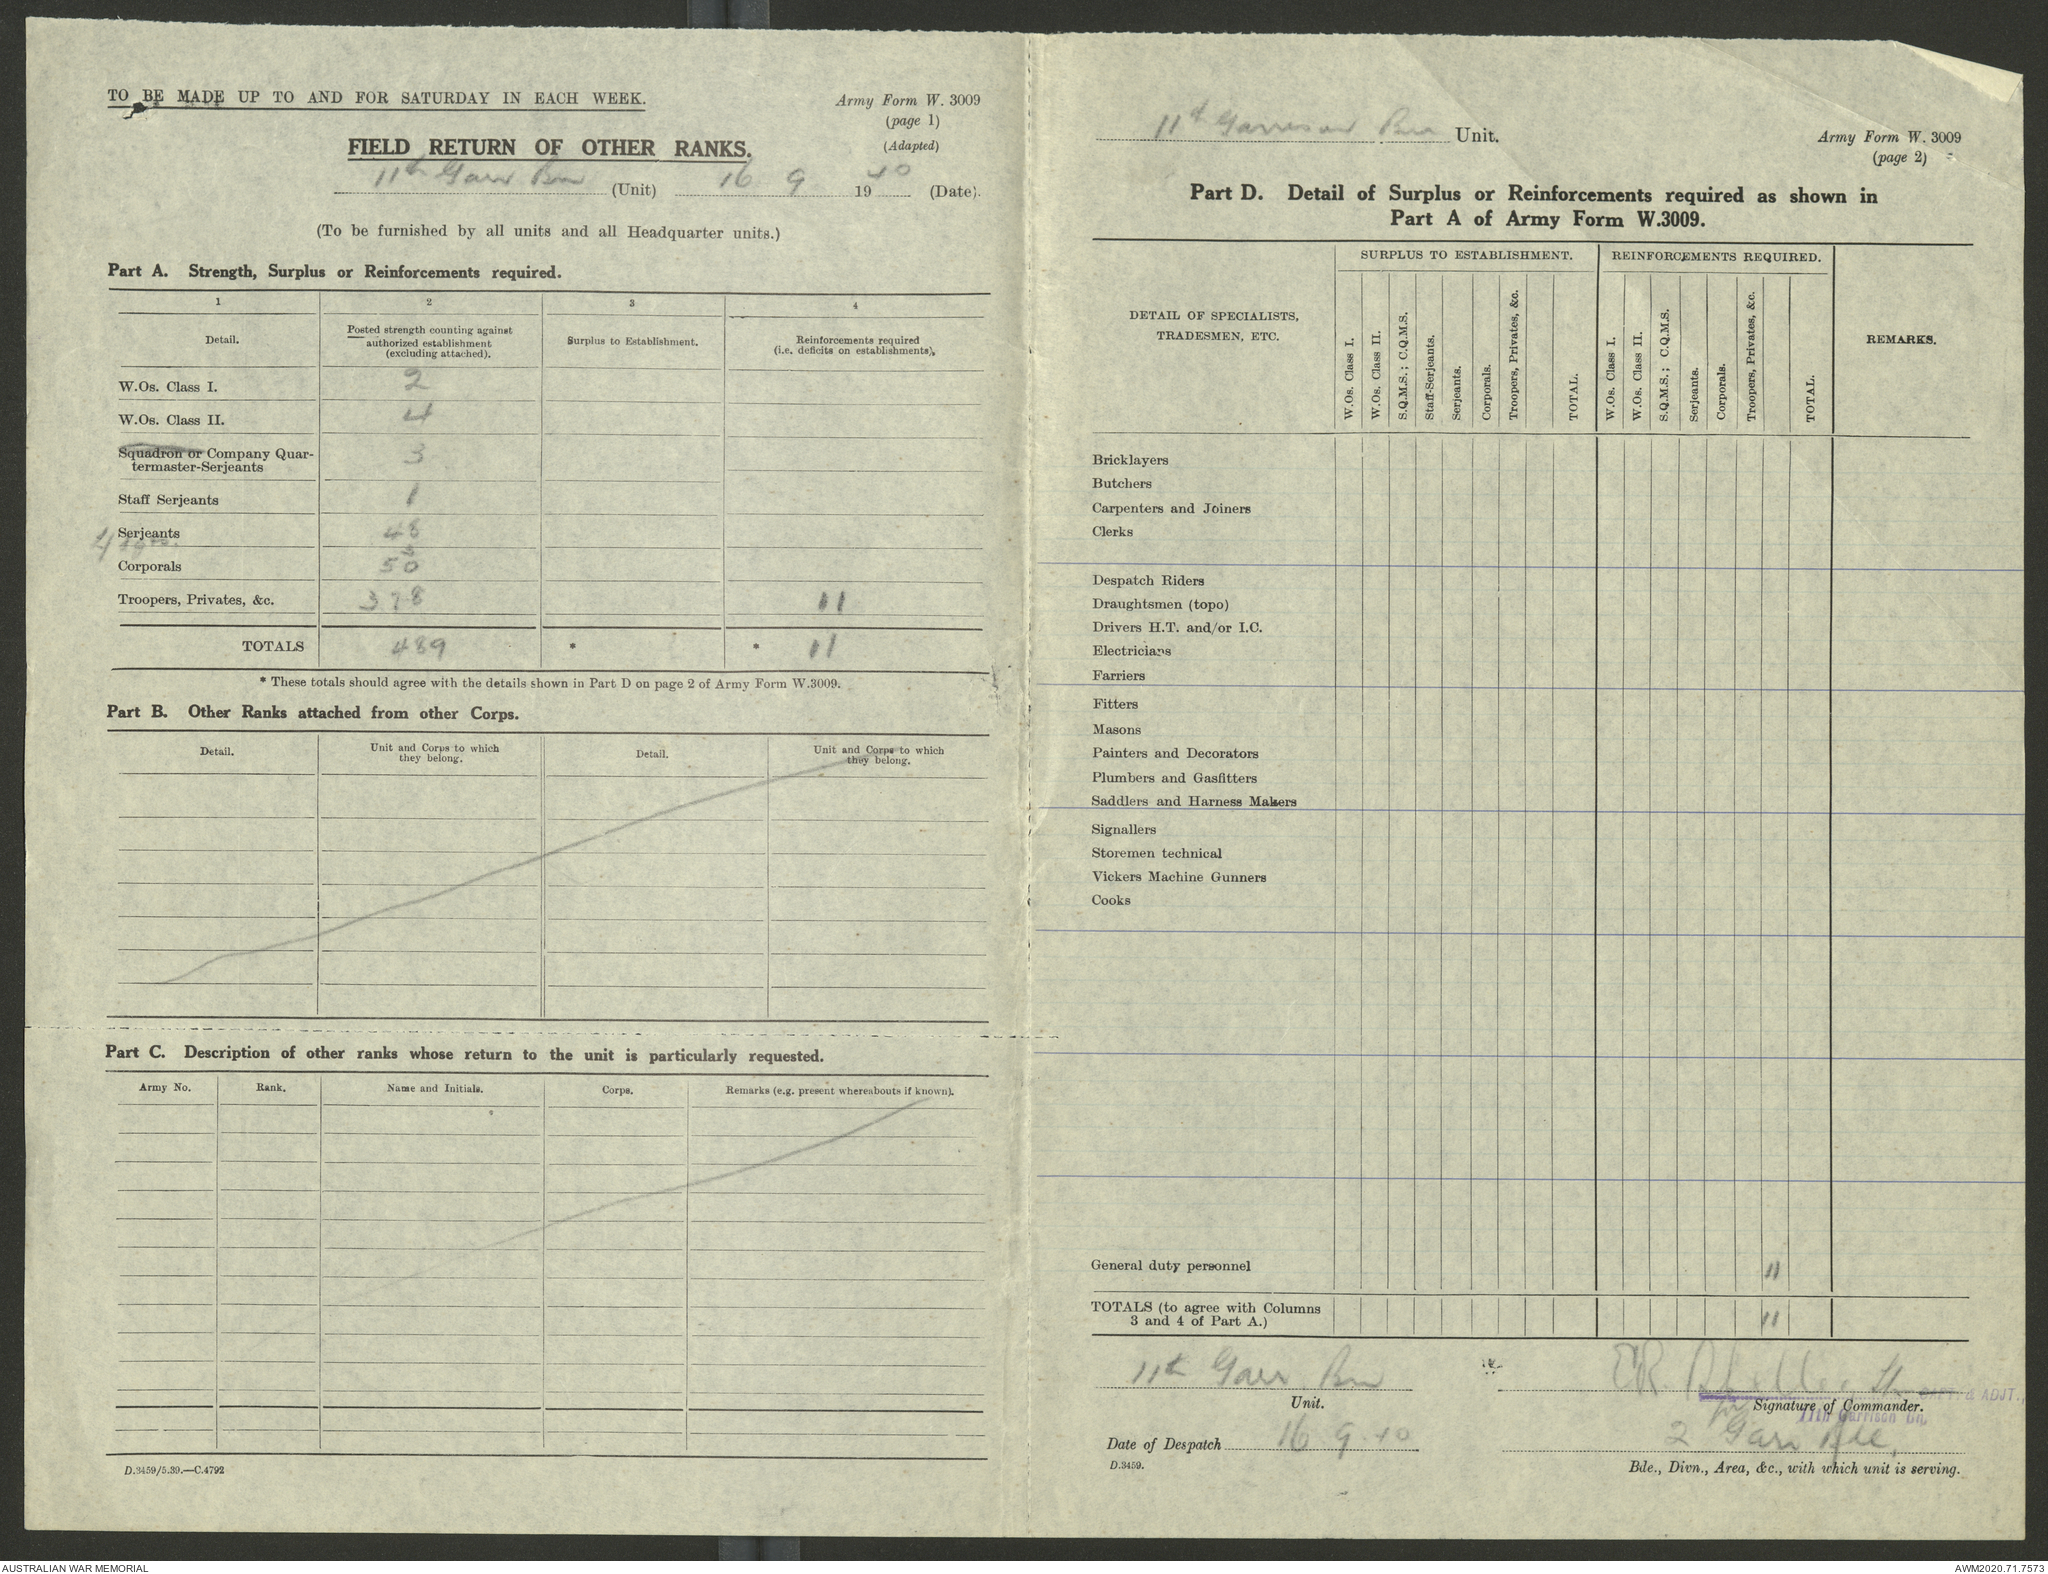 TO BE MADE UP TO AND FOR SATURDAY IN EACH WEEK.
Army Form W. 3009
(page 1)
(Adapted)
FIELD RETURN OF OTHER RANKS.
11th Garr Bn (Unit) 16 9 1940 (Date).
(To be furnished by all units and all Headquarter units.)
Part A. Strength, Surplus or Reinforcements required.
1 2 3 4
Detail.
Posted strength counting against authorized establishment (excluding attached).
Surplus to Establishment.
Reinforcements required (i.e. deficits on establishments).
W.Os. Class I. 2
W.Os. Class II. 4
Squadron or Company Quar-
termaster-Serjeants 3
Staff Serjeants 1
Serjeants 48
Corporals 50
3
Troopers, Privates, &c. 378 11
TOTALS 489 * * 11
* These totals should agree with the details shown in Part D on page 2 of Army Form W.3009.
Part B. Other Ranks attached from other Corps.
Detail.
Unit and Corps to which they belong.
Detail.
Unit and Corps to which they belong.
Part C. Description of other ranks whose return to the unit is particularly requested.
Army No. Rank. Name and Initials. Corps. Remarks (e.g. present whereabouts if known).
D.3459/5.39.—C.4792
11th Garrison Bn Unit.
Army Form W. 3009
(page 2)
Part D. Detail of Surplus or Reinforcements required as shown in
Part A of Army Form W.3009.
DETAIL OF SPECIALISTS, TRADESMEN, ETC.
SURPLUS TO ESTABLISHMENT.
REINFORCEMENTS REQUIRED.
REMARKS.
W.Os. Class I.
W.Os. Class II.
S.Q.M.S.; C.Q.M.S.
Staff-Serjeants.
Serjeants.
Corporals.
Troopers, Privates, &c.
TOTAL.
W.Os. Class I.
W.Os. Class II.
S.Q.M.S.; C.Q.M.S.
Serjeants.
Corporals.
Troopers, Privates, &c.
TOTAL.
Bricklayers
Butchers
Carpenters and Joiners
Clerks
Despatch Riders
Draughtsmen (topo)
Drivers H.T. and/or I.C.
Electricians
Farriers
Fitters
Masons
Painters and Decorators
Plumbers and Gasfitters
Saddlers and Harness Makers
Signallers
Storemen technical
Vickers Machine Gunners
Cooks
General duty personnel 11
TOTALS (to agree with Columns
3 and 4 of Part A.) 11
11th Garr Bn
Unit.
CAPT & ADJT.,
for Signature of Commander.
11th Garrison Bn.
Date of Despatch 16 9 40
2 Garr Bde.
D.3459.
Bde., Divn., Area, &c., with which unit is serving.
AUSTRALIAN WAR MEMORIAL
AWM2020.71.7573